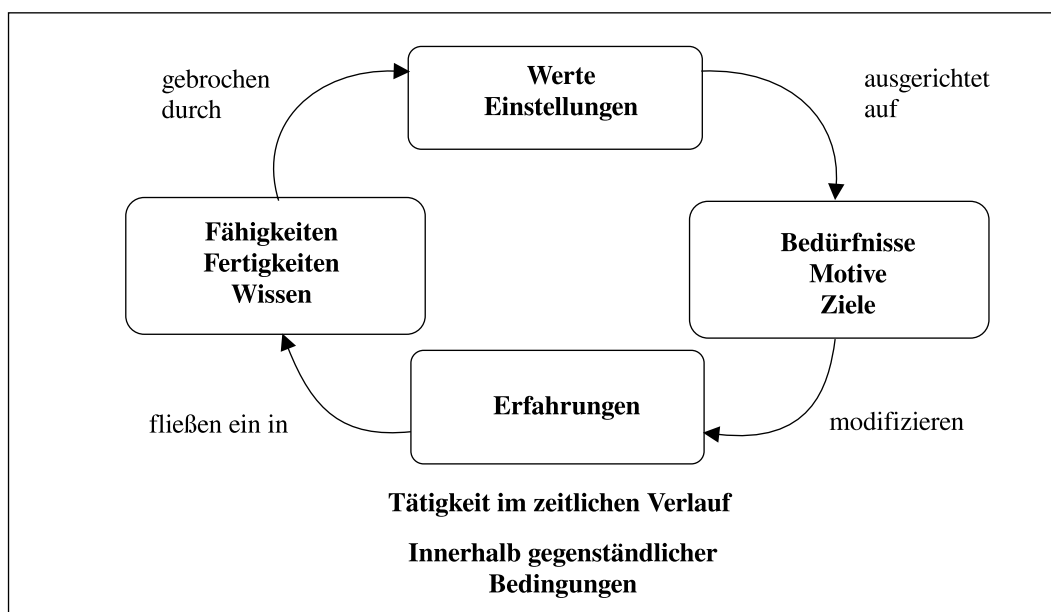 gebrochen
durch
Werte
Einstellungen
ausgerichtet
auf
Fähigkeiten
Fertigkeiten
Wissen
Bedürfnisse
Motive
Ziele
Erfahrungen
fließen ein in
modifizieren
Tätigkeit im zeitlichen Verlauf
Innerhalb gegenständlicher
Bedingungen